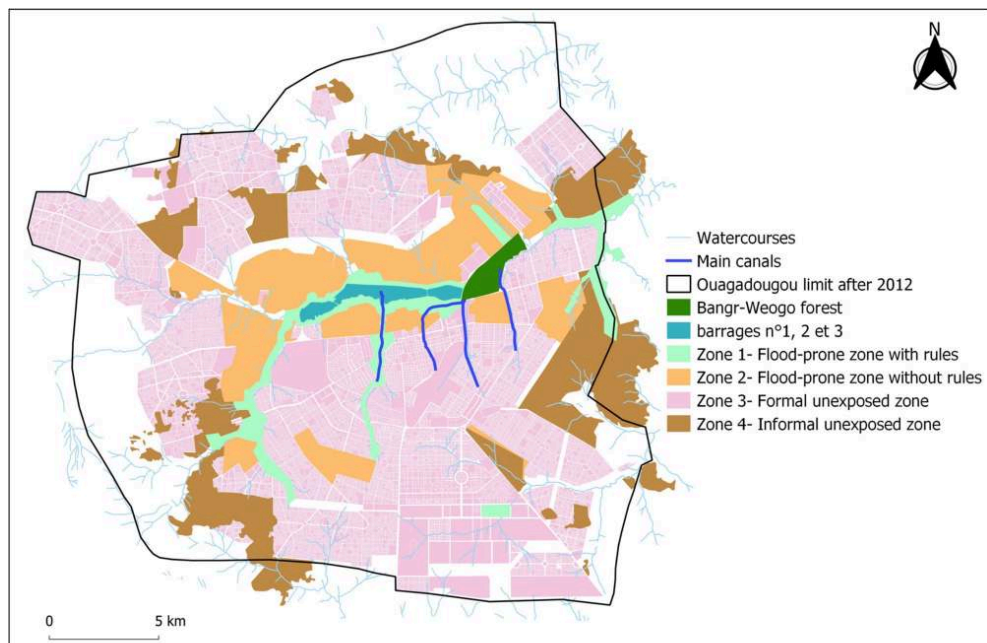 N
Watercourses
Main canals
Ouagadougou limit after 2012
Bangr-Weogo forest
barrages n°1, 2 et 3
Zone 1- Flood-prone zone with rules
Zone 2- Flood-prone zone without rules
Zone 3- Formal unexposed zone
Zone 4- Informal unexposed zone
0 5 km